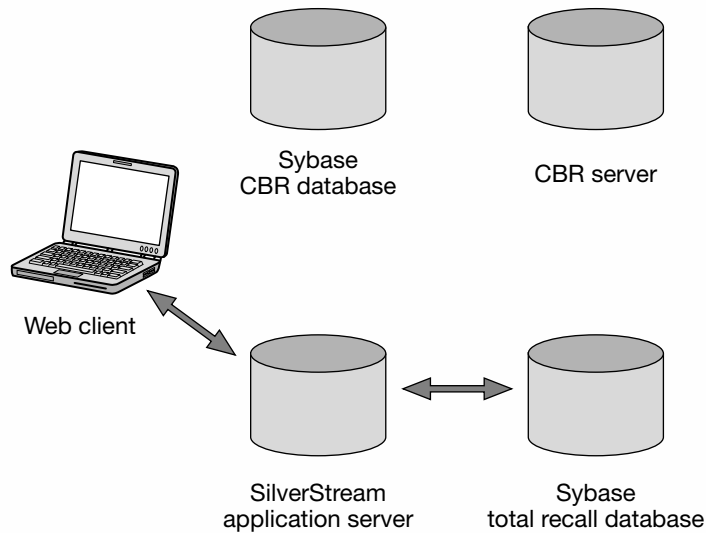 Sybase
CBR database
CBR server
Web client
SilverStream
application server
Sybase
total recall database